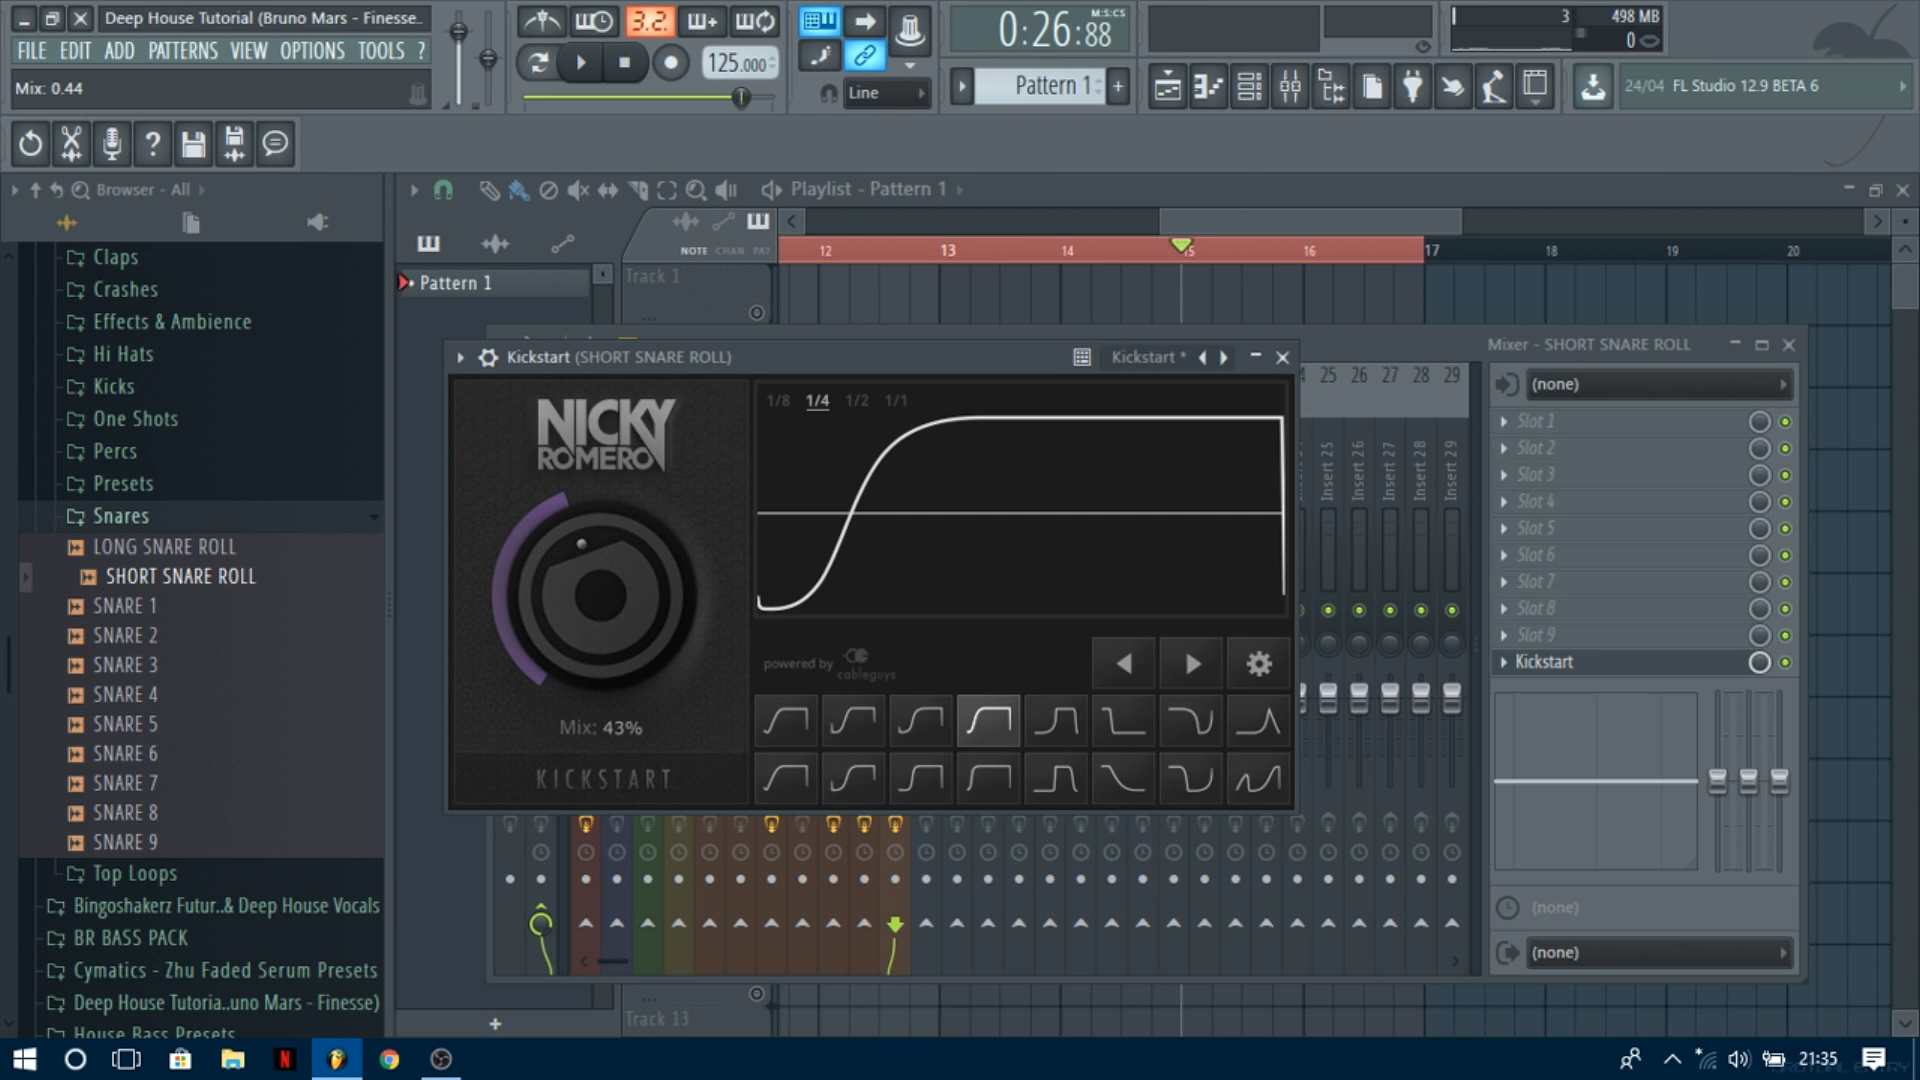 Deep House Tutorial (Bruno Mars - Finesse..
FILE EDIT ADD PATTERNS VIEW OPTIONS TOOLS ?
Mix: 0.44
3.2.
125.000
Line
0:26:88
M:S:CS
Pattern 1
+
3
498 MB
0
24/04 FL Studio 12.9 BETA 6
Browser - All
Claps
Crashes
Effects & Ambience
Hi Hats
Kicks
One Shots
Percs
Presets
Snares
LONG SNARE ROLL
SHORT SNARE ROLL
SNARE 1
SNARE 2
SNARE 3
SNARE 4
SNARE 5
SNARE 6
SNARE 7
SNARE 8
SNARE 9
Top Loops
Bingoshakerz Futur..& Deep House Vocals
BR BASS PACK
Cymatics - Zhu Faded Serum Presets
Deep House Tutoria..uno Mars - Finesse)
House Bass Presets
Playlist - Pattern 1
NOTE CHAN PAT
12 13 14 15 16 17 18 19 20
Pattern 1
Track 1
Kickstart (SHORT SNARE ROLL)
Kickstart *
NICKY ROMERO
1/8 1/4 1/2 1/1
Mix: 43%
KICKSTART
powered by cableguys
25 26 27 28 29
Insert 25
Insert 26
Insert 27
Insert 28
Insert 29
Mixer - SHORT SNARE ROLL
(none)
Slot 1
Slot 2
Slot 3
Slot 4
Slot 5
Slot 6
Slot 7
Slot 8
Slot 9
Kickstart
(none)
(none)
Track 13
21:35